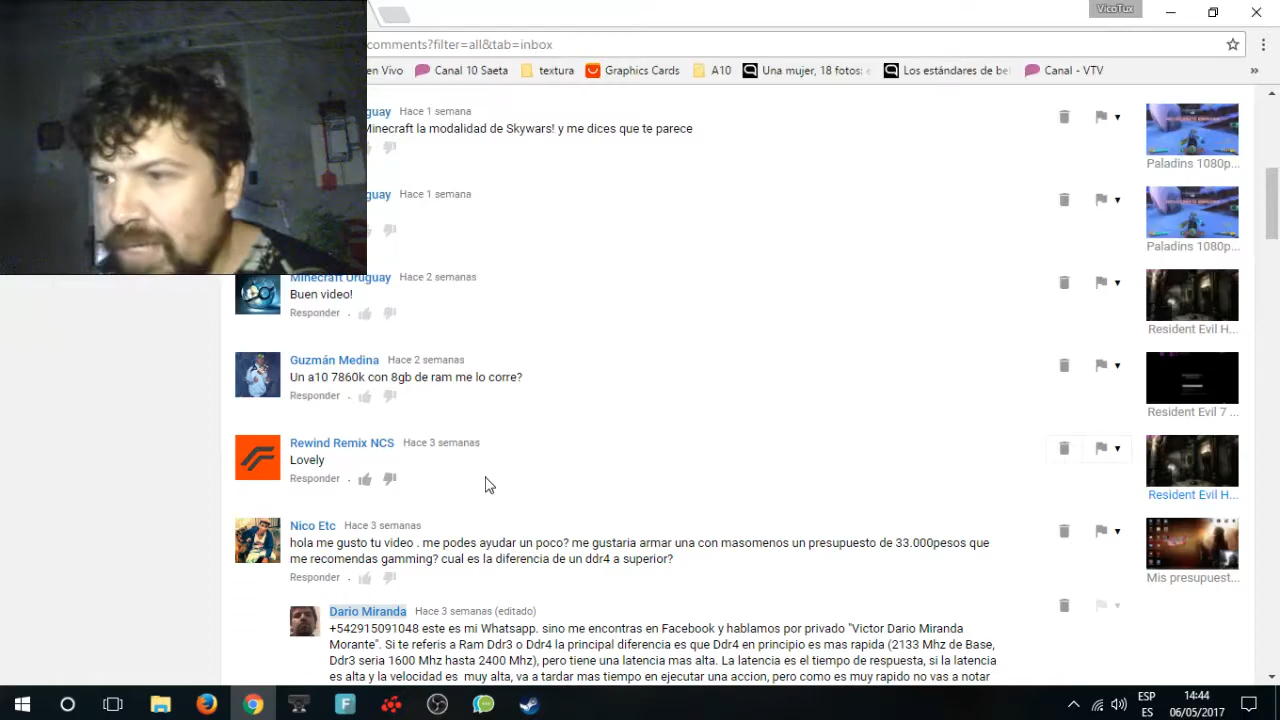 VicoTux
comments?filter=all&tab=inbox
en Vivo
Canal 10 Saeta
textura
Graphics Cards
A10
Una mujer, 18 fotos: e
Los estándares de bel
Canal - VTV
»
guay Hace 1 semana
Minecraft la modalidad de Skywars! y me dices que te parece
Paladins 1080p...
guay Hace 1 semana
Paladins 1080p...
Minecraft Uruguay Hace 2 semanas
Buen video!
Responder .
Resident Evil H...
Guzmán Medina Hace 2 semanas
Un a10 7860k con 8gb de ram me lo corre?
Responder .
Resident Evil 7 ...
Rewind Remix NCS Hace 3 semanas
Lovely
Responder .
Resident Evil H...
Nico Etc Hace 3 semanas
hola me gusto tu video . me podes ayudar un poco? me gustaria armar una con masomenos un presupuesto de 33.000pesos que
me recomendas gamming? cual es la diferencia de un ddr4 a superior?
Responder .
Mis presupuest...
Dario Miranda Hace 3 semanas (editado)
+542915091048 este es mi Whatsapp. sino me encontras en Facebook y hablamos por privado "Victor Dario Miranda
Morante". Si te referis a Ram Ddr3 o Ddr4 la principal diferencia es que Ddr4 en principio es mas rapida (2133 Mhz de Base,
Ddr3 seria 1600 Mhz hasta 2400 Mhz), pero tiene una latencia mas alta. La latencia es el tiempo de respuesta, si la latencia
es alta y la velocidad es muy alta, va a tardar mas tiempo en ejecutar una accion, pero como es muy rapido no vas a notar
F
ESP
ES
14:44
06/05/2017